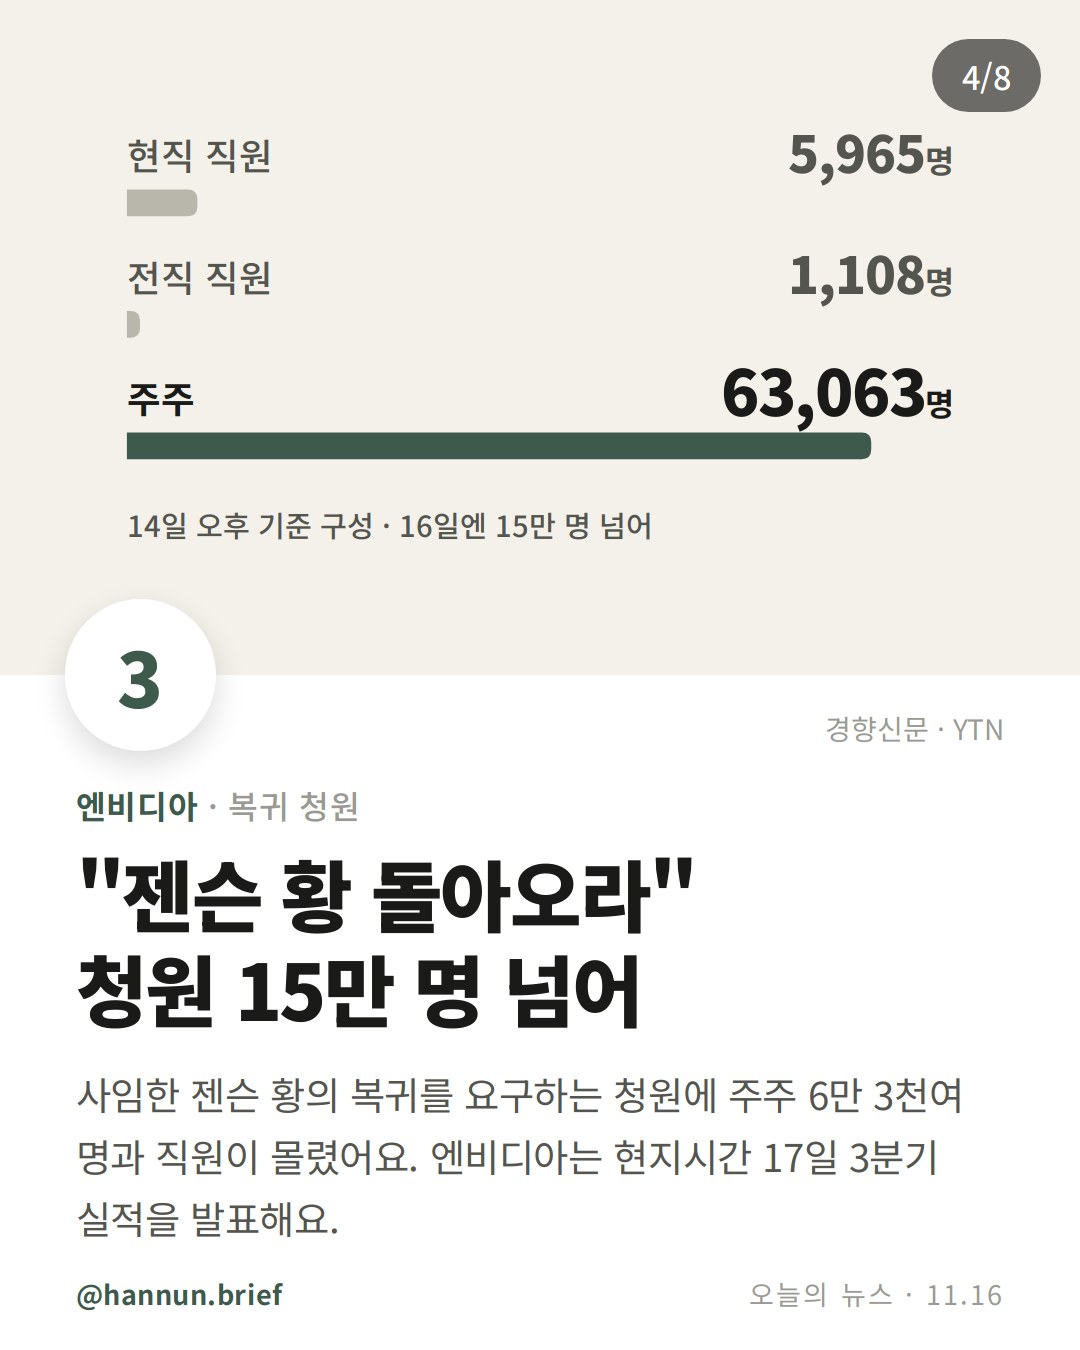 4/8
현직 직원
5,965명
전직 직원
1,108명
주주
63,063명
14일 오후 기준 구성 · 16일엔 15만 명 넘어
3
경향신문 · YTN
엔비디아 · 복귀 청원
"젠슨 황 돌아오라"
청원 15만 명 넘어
사임한 젠슨 황의 복귀를 요구하는 청원에 주주 6만 3천여
명과 직원이 몰렸어요. 엔비디아는 현지시간 17일 3분기
실적을 발표해요.
@hannun.brief
오늘의 뉴스 · 11.16